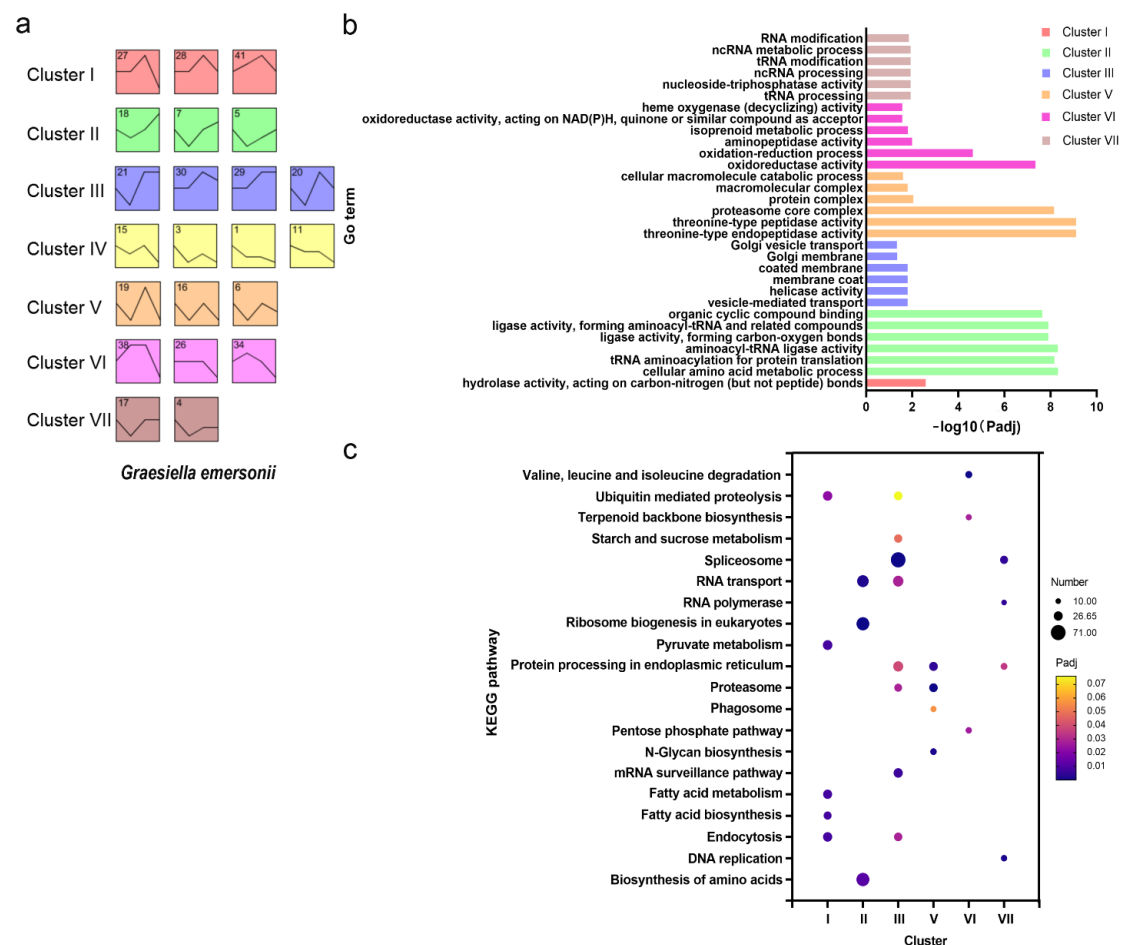 a
Cluster I
27
28
41
Cluster II
18
7
5
Cluster III
21
30
29
20
Cluster IV
15
3
1
11
Cluster V
19
16
6
Cluster VI
38
26
34
Cluster VII
17
4
Graesiella emersonii
b
Go term
RNA modification
ncRNA metabolic process
tRNA modification
ncRNA processing
nucleoside-triphosphatase activity
tRNA processing
heme oxygenase (decyclizing) activity
oxidoreductase activity, acting on NAD(P)H, quinone or similar compound as acceptor
isoprenoid metabolic process
aminopeptidase activity
oxidation-reduction process
oxidoreductase activity
cellular macromolecule catabolic process
macromolecular complex
protein complex
proteasome core complex
threonine-type peptidase activity
threonine-type endopeptidase activity
Golgi vesicle transport
Golgi membrane
coated membrane
membrane coat
helicase activity
vesicle-mediated transport
organic cyclic compound binding
ligase activity, forming aminoacyl-tRNA and related compounds
ligase activity, forming carbon-oxygen bonds
aminoacyl-tRNA ligase activity
tRNA aminoacylation for protein translation
cellular amino acid metabolic process
hydrolase activity, acting on carbon-nitrogen (but not peptide) bonds
0 2 4 6 8 10
-log10(Padj)
Cluster I
Cluster II
Cluster III
Cluster V
Cluster VI
Cluster VII
c
KEGG pathway
Valine, leucine and isoleucine degradation
Ubiquitin mediated proteolysis
Terpenoid backbone biosynthesis
Starch and sucrose metabolism
Spliceosome
RNA transport
RNA polymerase
Ribosome biogenesis in eukaryotes
Pyruvate metabolism
Protein processing in endoplasmic reticulum
Proteasome
Phagosome
Pentose phosphate pathway
N-Glycan biosynthesis
mRNA surveillance pathway
Fatty acid metabolism
Fatty acid biosynthesis
Endocytosis
DNA replication
Biosynthesis of amino acids
I II III V VI VII
Cluster
Number
10.00
26.65
71.00
Padj
0.07
0.06
0.05
0.04
0.03
0.02
0.01